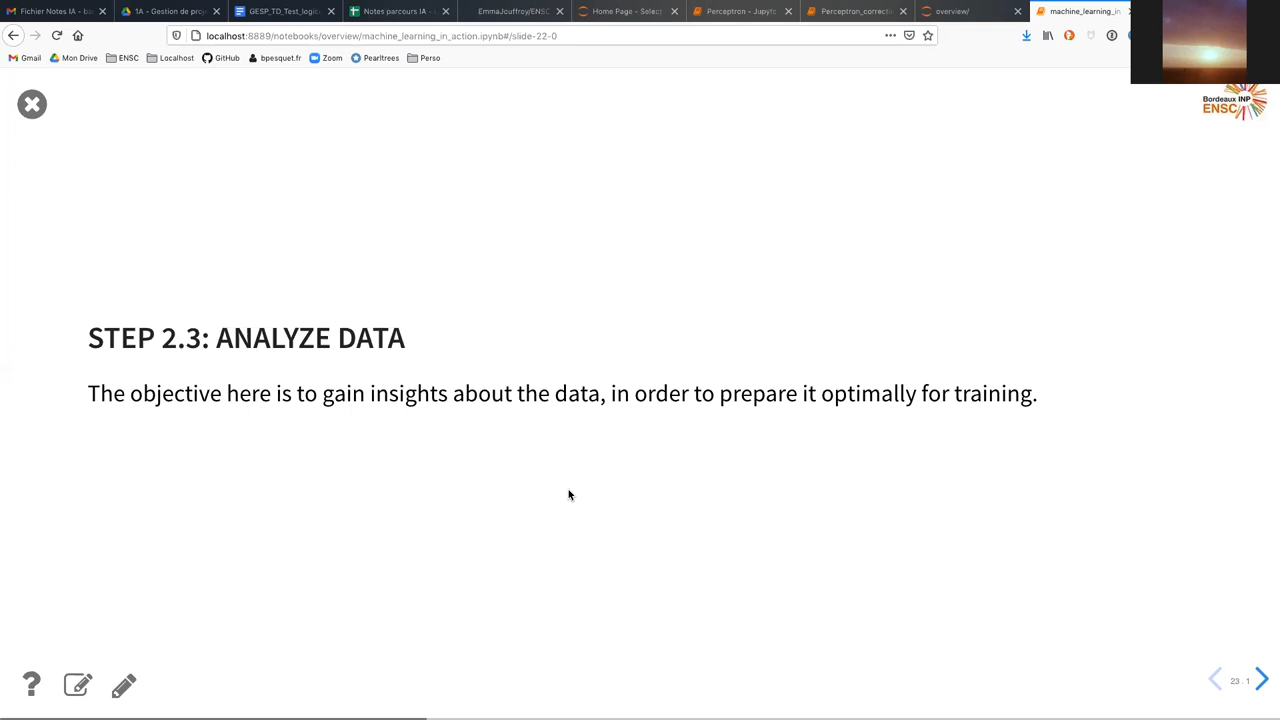 Fichier Notes IA - ba
1A - Gestion de proj
GESP_TD_Test_logic
Notes parcours IA -
EmmaJouffroy/ENSC
Home Page - Select
Perceptron - Jupyt
Perceptron_correcti
overview/
machine_learning_in
localhost:8889/notebooks/overview/machine_learning_in_action.ipynb#/slide-22-0
Gmail
Mon Drive
ENSC
Localhost
GitHub
bpesquet.fr
Zoom
Pearltrees
Perso
Bordeaux INP
ENSC
STEP 2.3: ANALYZE DATA
The objective here is to gain insights about the data, in order to prepare it optimally for training.
23.1